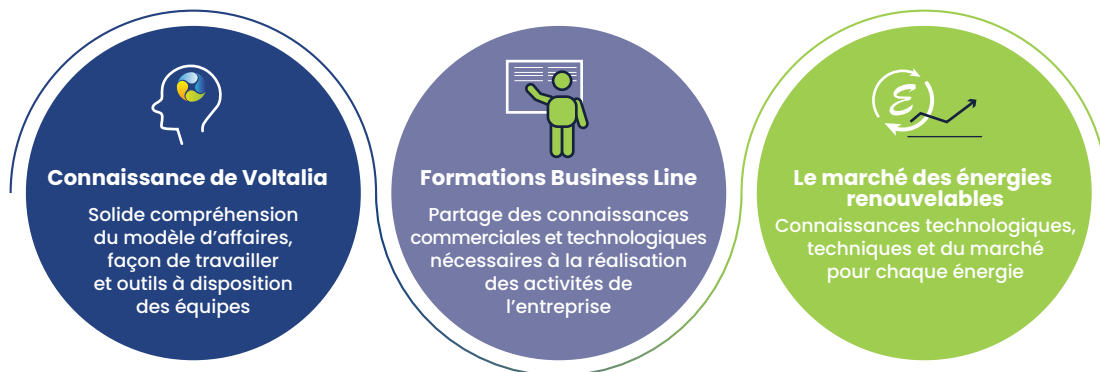 Connaissance de Voltalia
Solide compréhension
du modèle d’affaires,
façon de travailler
et outils à disposition
des équipes
Formations Business Line
Partage des connaissances
commerciales et technologiques
nécessaires à la réalisation
des activités de
l’entreprise
Le marché des énergies
renouvelables
Connaissances technologiques,
techniques et du marché
pour chaque énergie